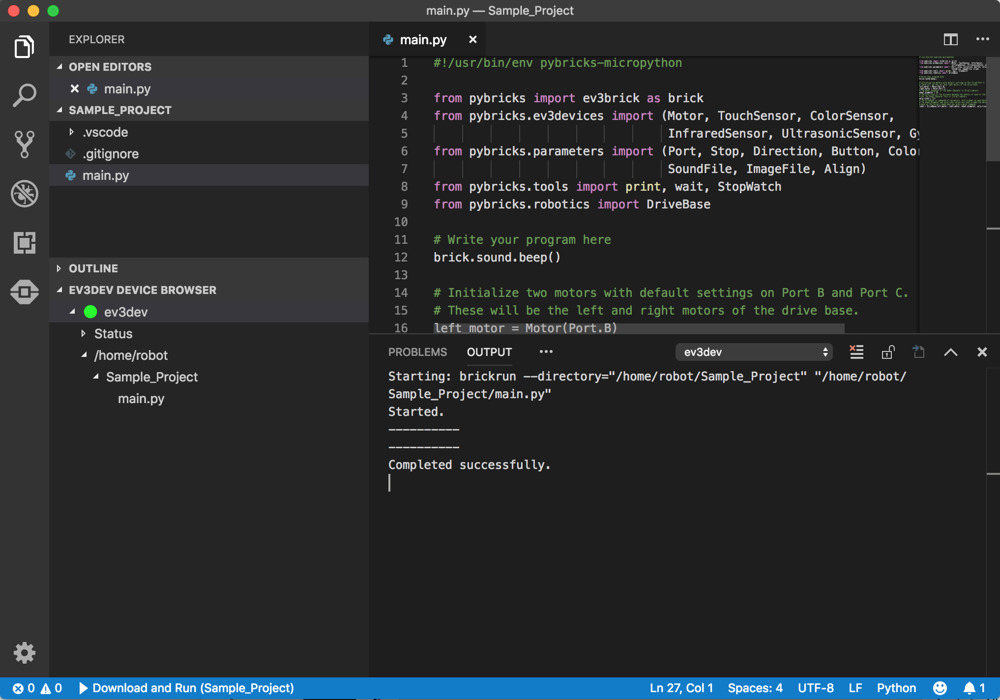 main.py — Sample_Project
EXPLORER
OPEN EDITORS
main.py
SAMPLE_PROJECT
.vscode
.gitignore
main.py
OUTLINE
EV3DEV DEVICE BROWSER
ev3dev
Status
/home/robot
Sample_Project
main.py
main.py
1 #!/usr/bin/env pybricks-micropython
2
3 from pybricks import ev3brick as brick
4 from pybricks.ev3devices import (Motor, TouchSensor, ColorSensor,
5 InfraredSensor, UltrasonicSensor, Gy
6 from pybricks.parameters import (Port, Stop, Direction, Button, Color
7 SoundFile, ImageFile, Align)
8 from pybricks.tools import print, wait, StopWatch
9 from pybricks.robotics import DriveBase
10
11 # Write your program here
12 brick.sound.beep()
13
14 # Initialize two motors with default settings on Port B and Port C.
15 # These will be the left and right motors of the drive base.
16 left_motor = Motor(Port.B)
PROBLEMS OUTPUT ••• ev3dev
Starting: brickrun --directory="/home/robot/Sample_Project" "/home/robot/
Sample_Project/main.py"
Started.
----------
----------
Completed successfully.
0 0 Download and Run (Sample_Project) Ln 27, Col 1 Spaces: 4 UTF-8 LF Python 1